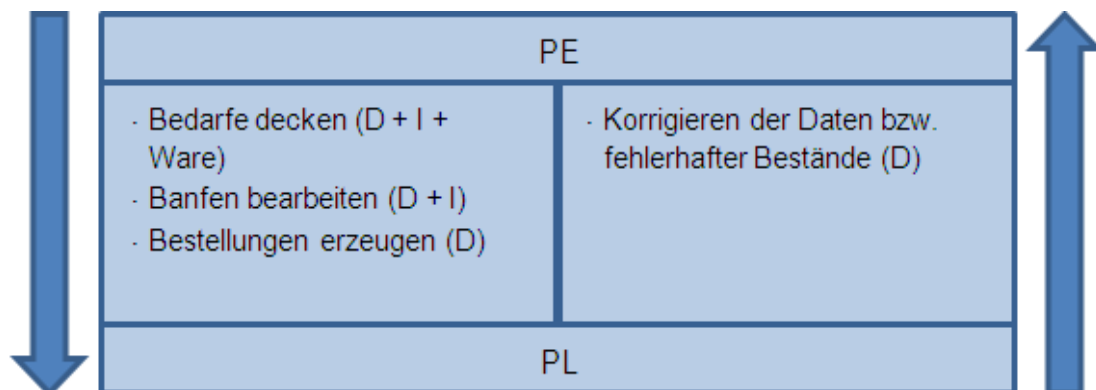 PE
· Bedarfe decken (D + I +
Ware)
· Banfen bearbeiten (D + I)
· Bestellungen erzeugen (D)
· Korrigieren der Daten bzw.
fehlerhafter Bestände (D)
PL